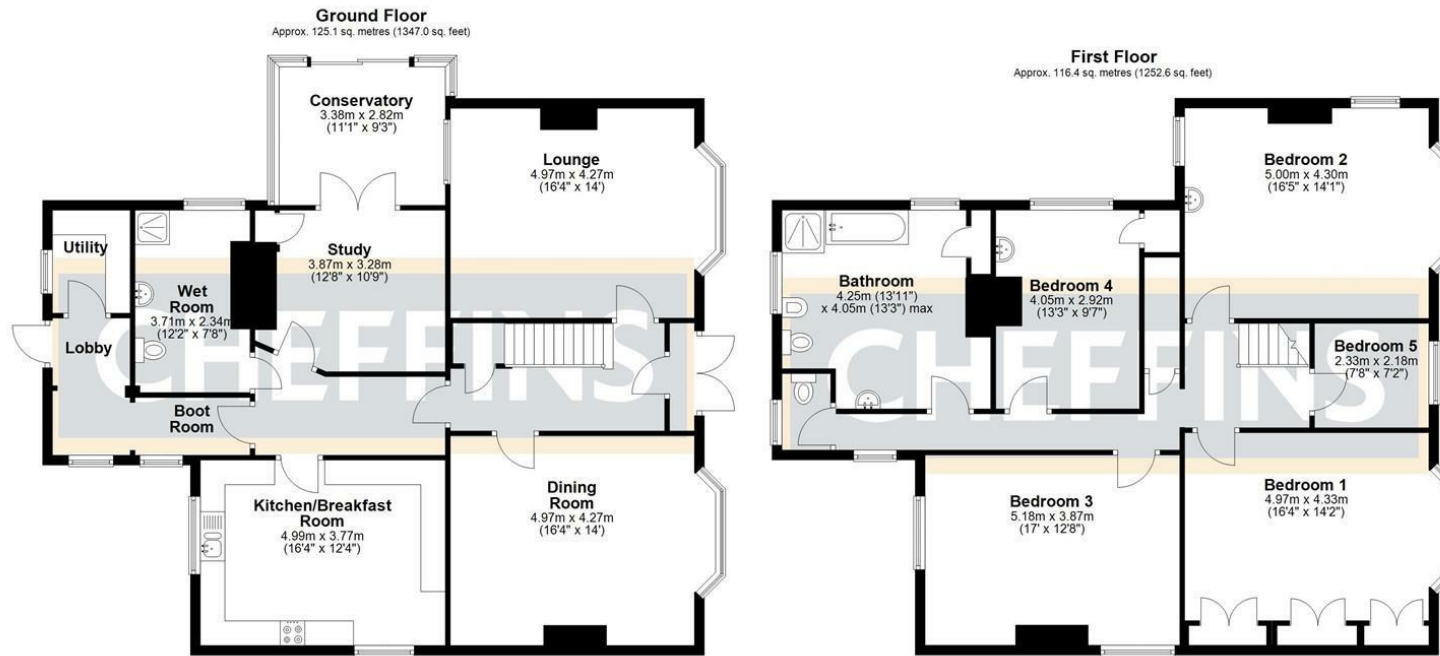 Ground Floor
Approx. 125.1 sq. metres (1347.0 sq. feet)
Conservatory
3.38m x 2.82m
(11'1" x 9'3")
Lounge
4.97m x 4.27m
(16'4" x 14')
Utility
Study
3.87m x 3.28m
(12'8" x 10'9")
Wet
Room
3.71m x 2.34m
(12'2" x 7'8")
Lobby
Boot
Room
Kitchen/Breakfast
Room
4.99m x 3.77m
(16'4" x 12'4")
Dining
Room
4.97m x 4.27m
(16'4" x 14')
CHEFFINS
First Floor
Approx. 116.4 sq. metres (1252.6 sq. feet)
Bedroom 2
5.00m x 4.30m
(16'5" x 14'1")
Bathroom
4.25m (13'11")
x 4.05m (13'3") max
Bedroom 4
4.05m x 2.92m
(13'3" x 9'7")
Bedroom 5
2.33m x 2.18m
(7'8" x 7'2")
Bedroom 3
5.18m x 3.87m
(17' x 12'8")
Bedroom 1
4.97m x 4.33m
(16'4" x 14'2")
CHEFFINS